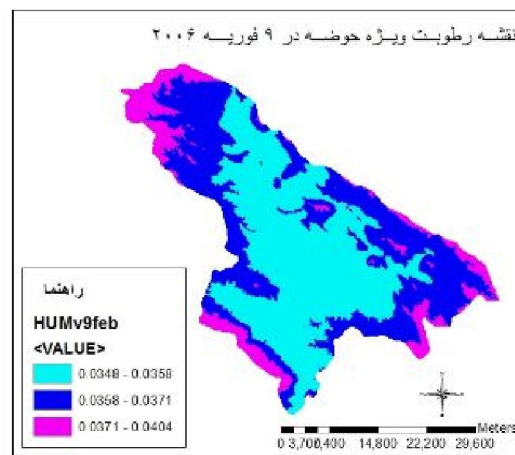 نقشه رطوبت ویژه حوضه در ۹ فوریه ۲۰۰۶
راهنما
HUMv9feb
<VALUE>
0.0348 - 0.0358
0.0358 - 0.0371
0.0371 - 0.0404
Meters
0 3,7007,400 14,800 22,200 29,600